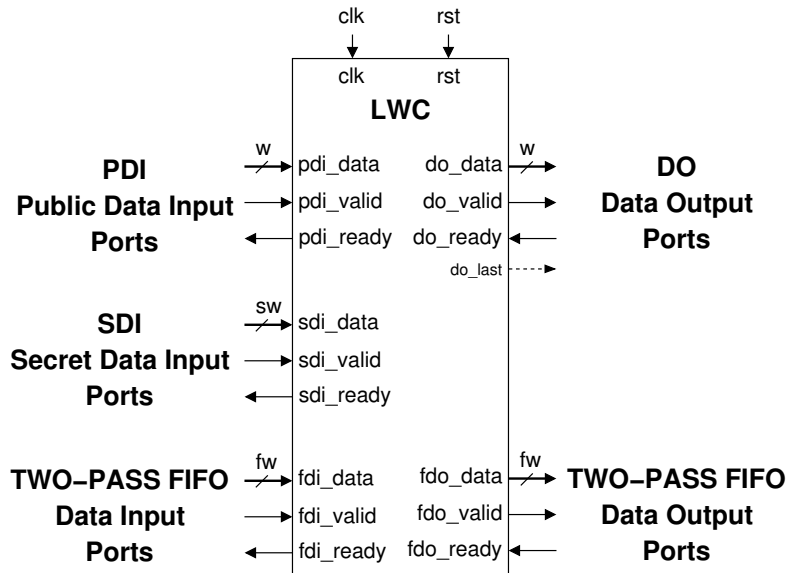 clk rst
clk rst
LWC
w
PDI
Public Data Input
Ports
pdi_data
pdi_valid
pdi_ready
do_data
do_valid
do_ready
do_last
w
DO
Data Output
Ports
sw
SDI
Secret Data Input
Ports
sdi_data
sdi_valid
sdi_ready
fw
TWO−PASS FIFO
Data Input
Ports
fdi_data
fdi_valid
fdi_ready
fdo_data
fdo_valid
fdo_ready
fw
TWO−PASS FIFO
Data Output
Ports